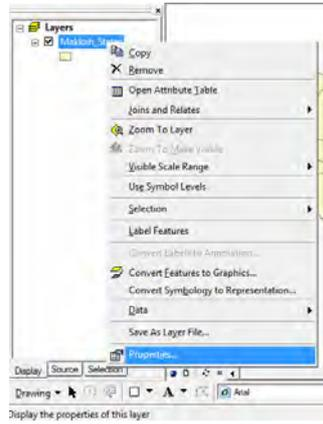 Layers
Copy
Remove
Open Attribute Table
Joins and Relates
Zoom To Layer
Zoom To Make Visible
Visible Scale Range
Use Symbol Levels
Selection
Label Features
Convert Labels to Annotation...
Convert Features to Graphics...
Convert Symbology to Representation...
Data
Save As Layer File...
Properties...
Display Source Selection
Drawing A Arial
Display the properties of this layer